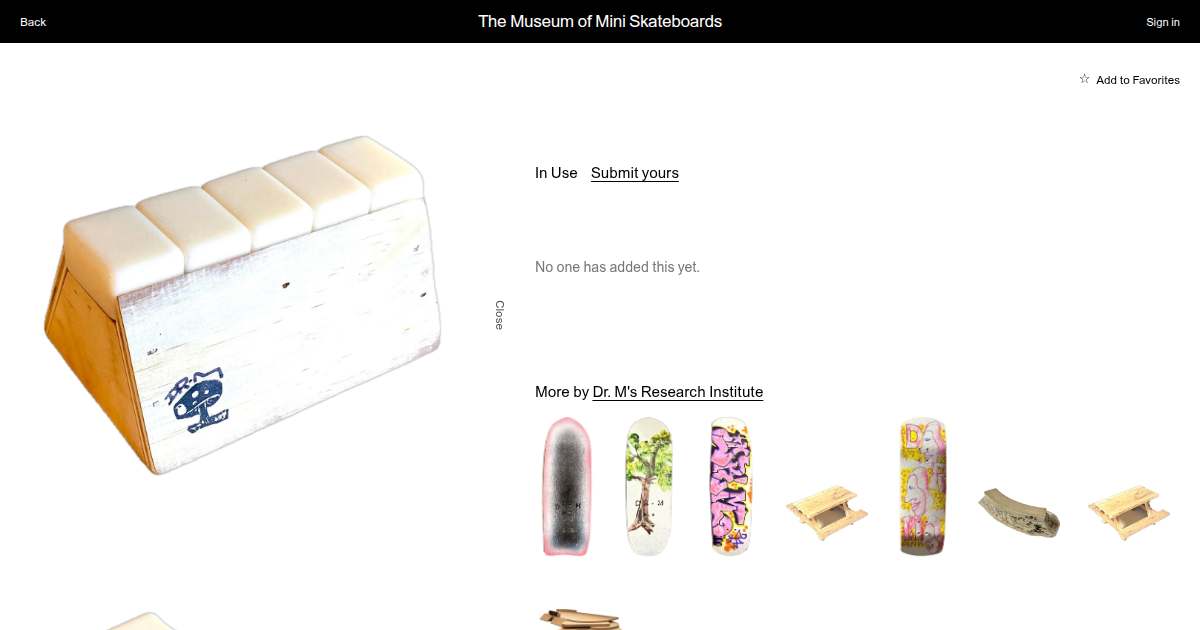 Back
The Museum of Mini Skateboards
Sign in
☆ Add to Favorites
In Use Submit yours
No one has added this yet.
Close
DR-M
More by Dr. M's Research Institute